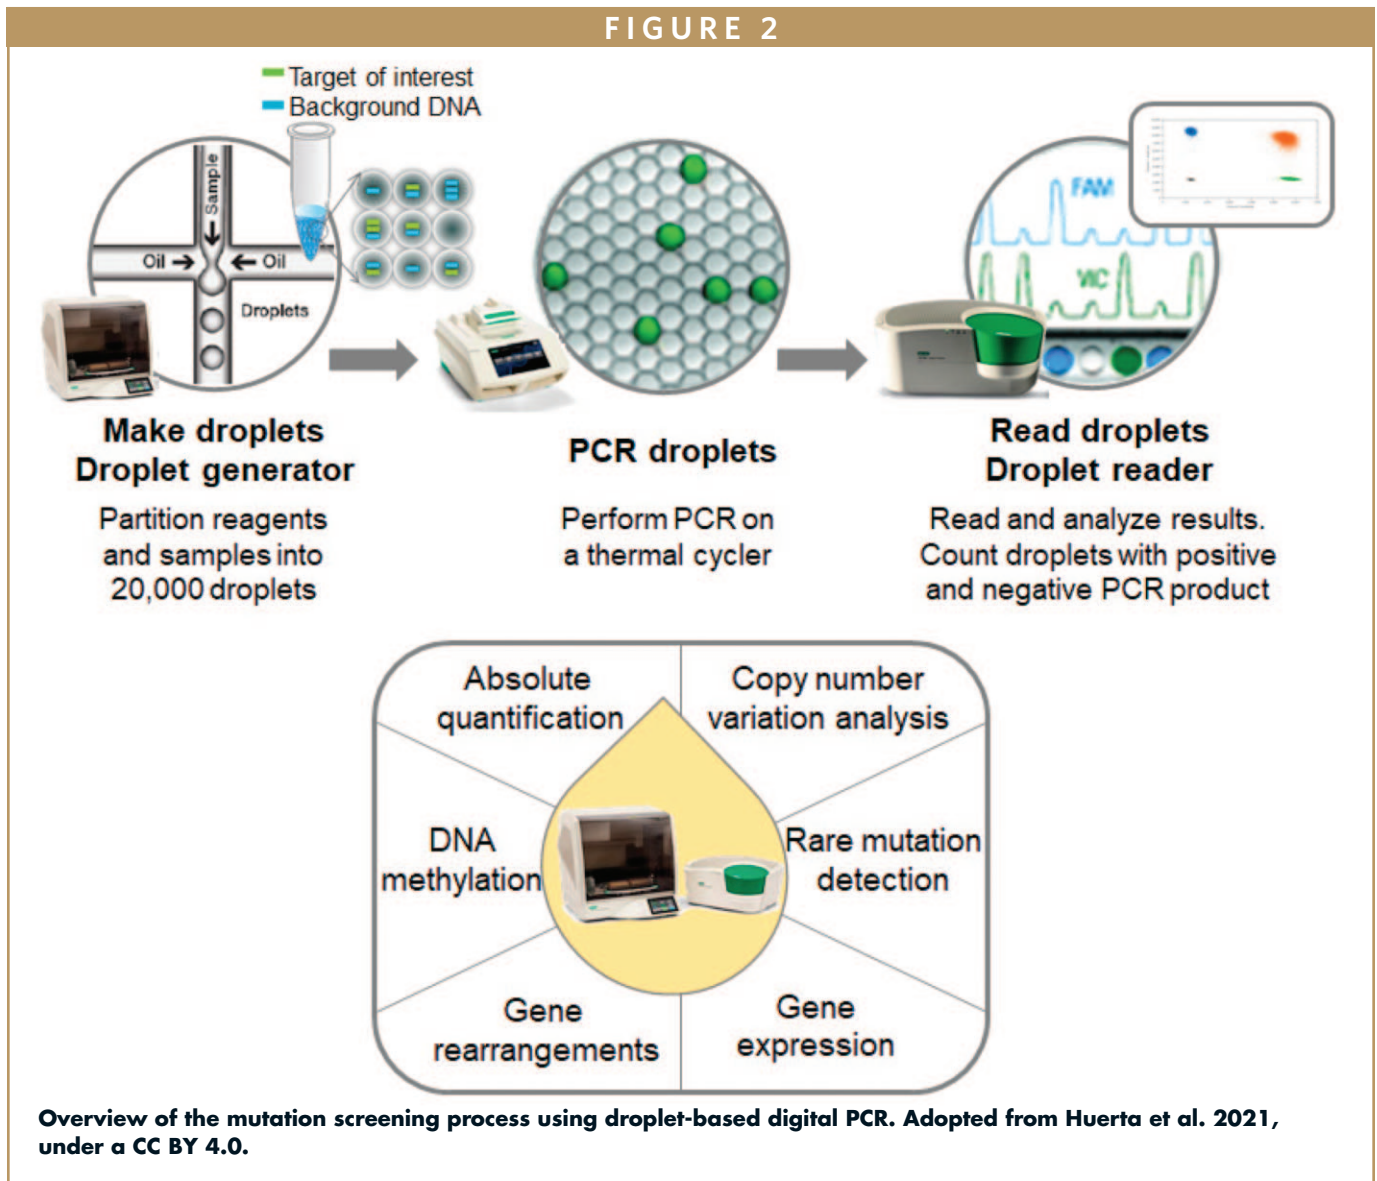 FIGURE 2
Target of interest
Background DNA
Sample
Oil
Oil
Droplets
FAM
VIC
Make droplets
Droplet generator
Partition reagents
and samples into
20,000 droplets
PCR droplets
Perform PCR on
a thermal cycler
Read droplets
Droplet reader
Read and analyze results.
Count droplets with positive
and negative PCR product
Absolute
quantification
Copy number
variation analysis
DNA
methylation
Rare mutation
detection
Gene
rearrangements
Gene
expression
Overview of the mutation screening process using droplet-based digital PCR. Adopted from Huerta et al. 2021,
under a CC BY 4.0.